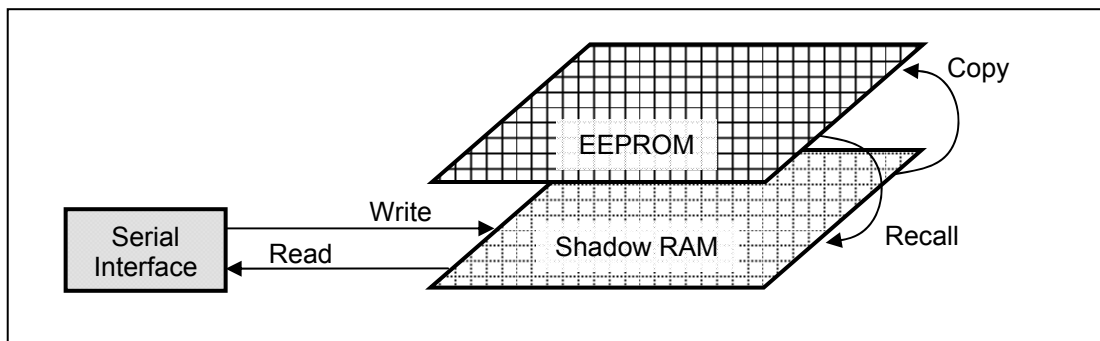 Copy
EEPROM
Write
Serial
Interface
Read
Shadow RAM
Recall